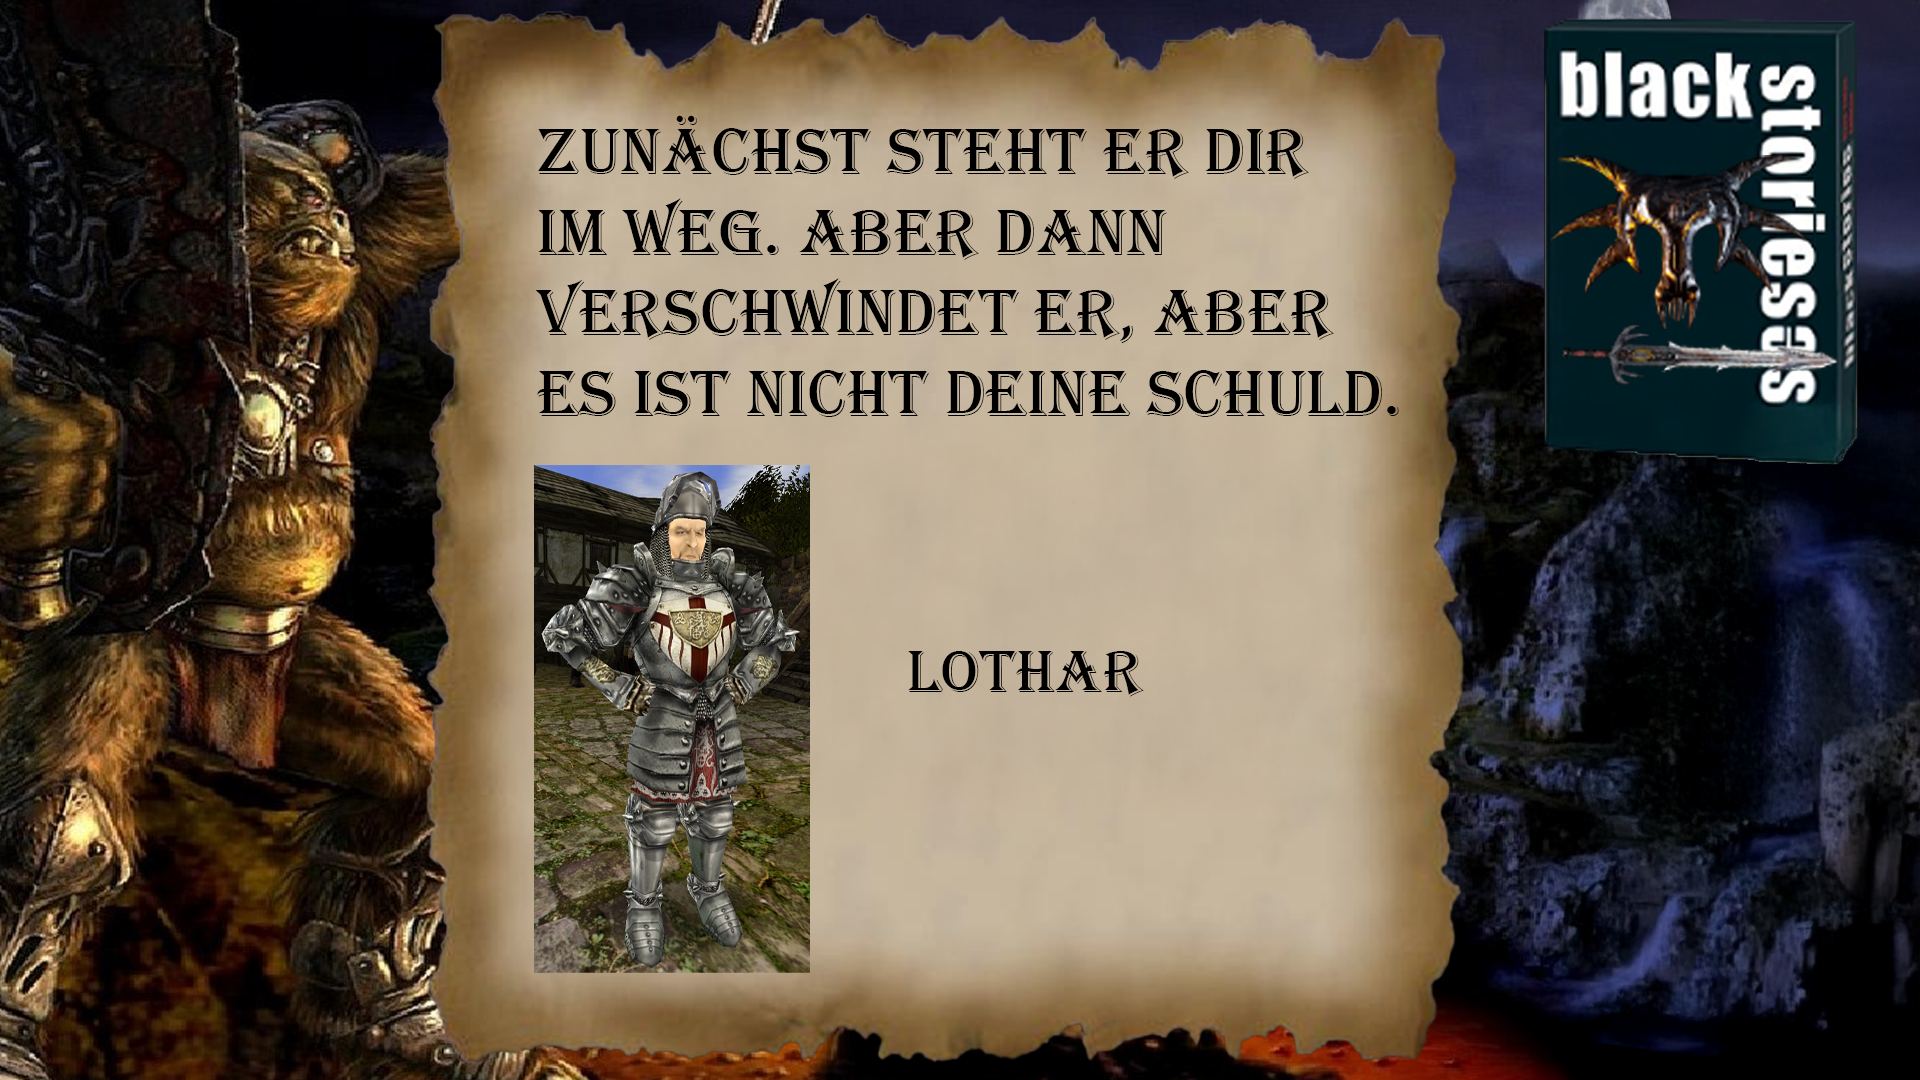 ZUNÄCHST STEHT ER DIR
IM WEG. ABER DANN
VERSCHWINDET ER, ABER
ES IST NICHT DEINE SCHULD.
LOTHAR
black
stories